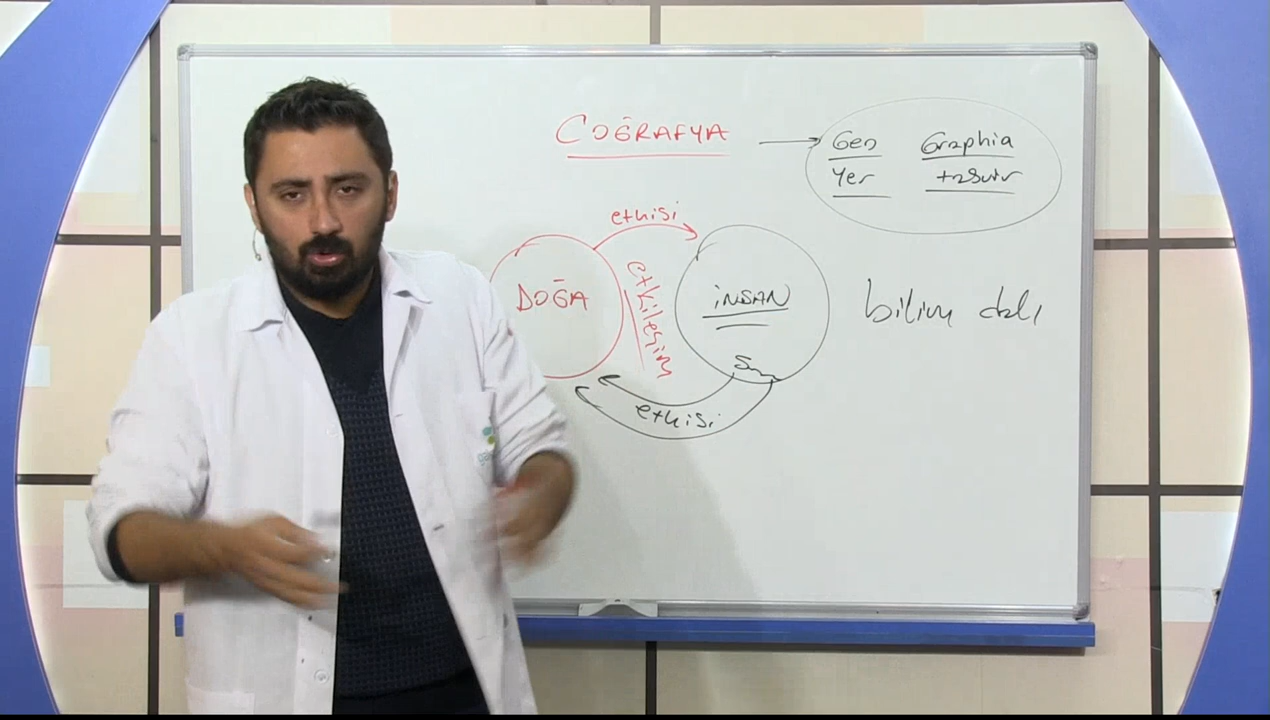 COĞRAFYA
Geo Graphia
Yer tasvir
etkisi
DOĞA
etkileşim
İNSAN
bilim dalı
etkisi